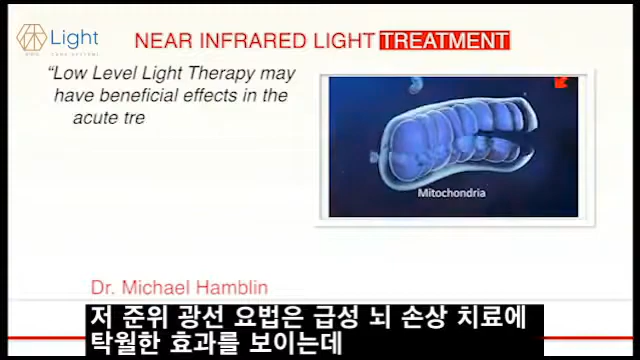 Light
NEAR INFRARED LIGHT TREATMENT
“Low Level Light Therapy may
have beneficial effects in the
acute tre
Mitochondria
Dr. Michael Hamblin
저 준위 광선 요법은 급성 뇌 손상 치료에
탁월한 효과를 보이는데